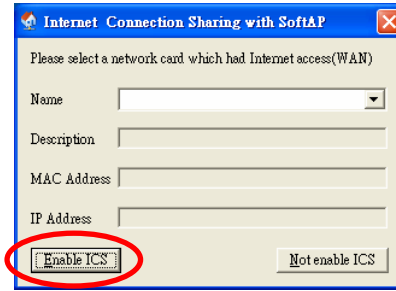 Internet Connection Sharing with SoftAP
Please select a network card which had Internet access(WAN)
Name
Description
MAC Address
IP Address
Enable ICS Not enable ICS